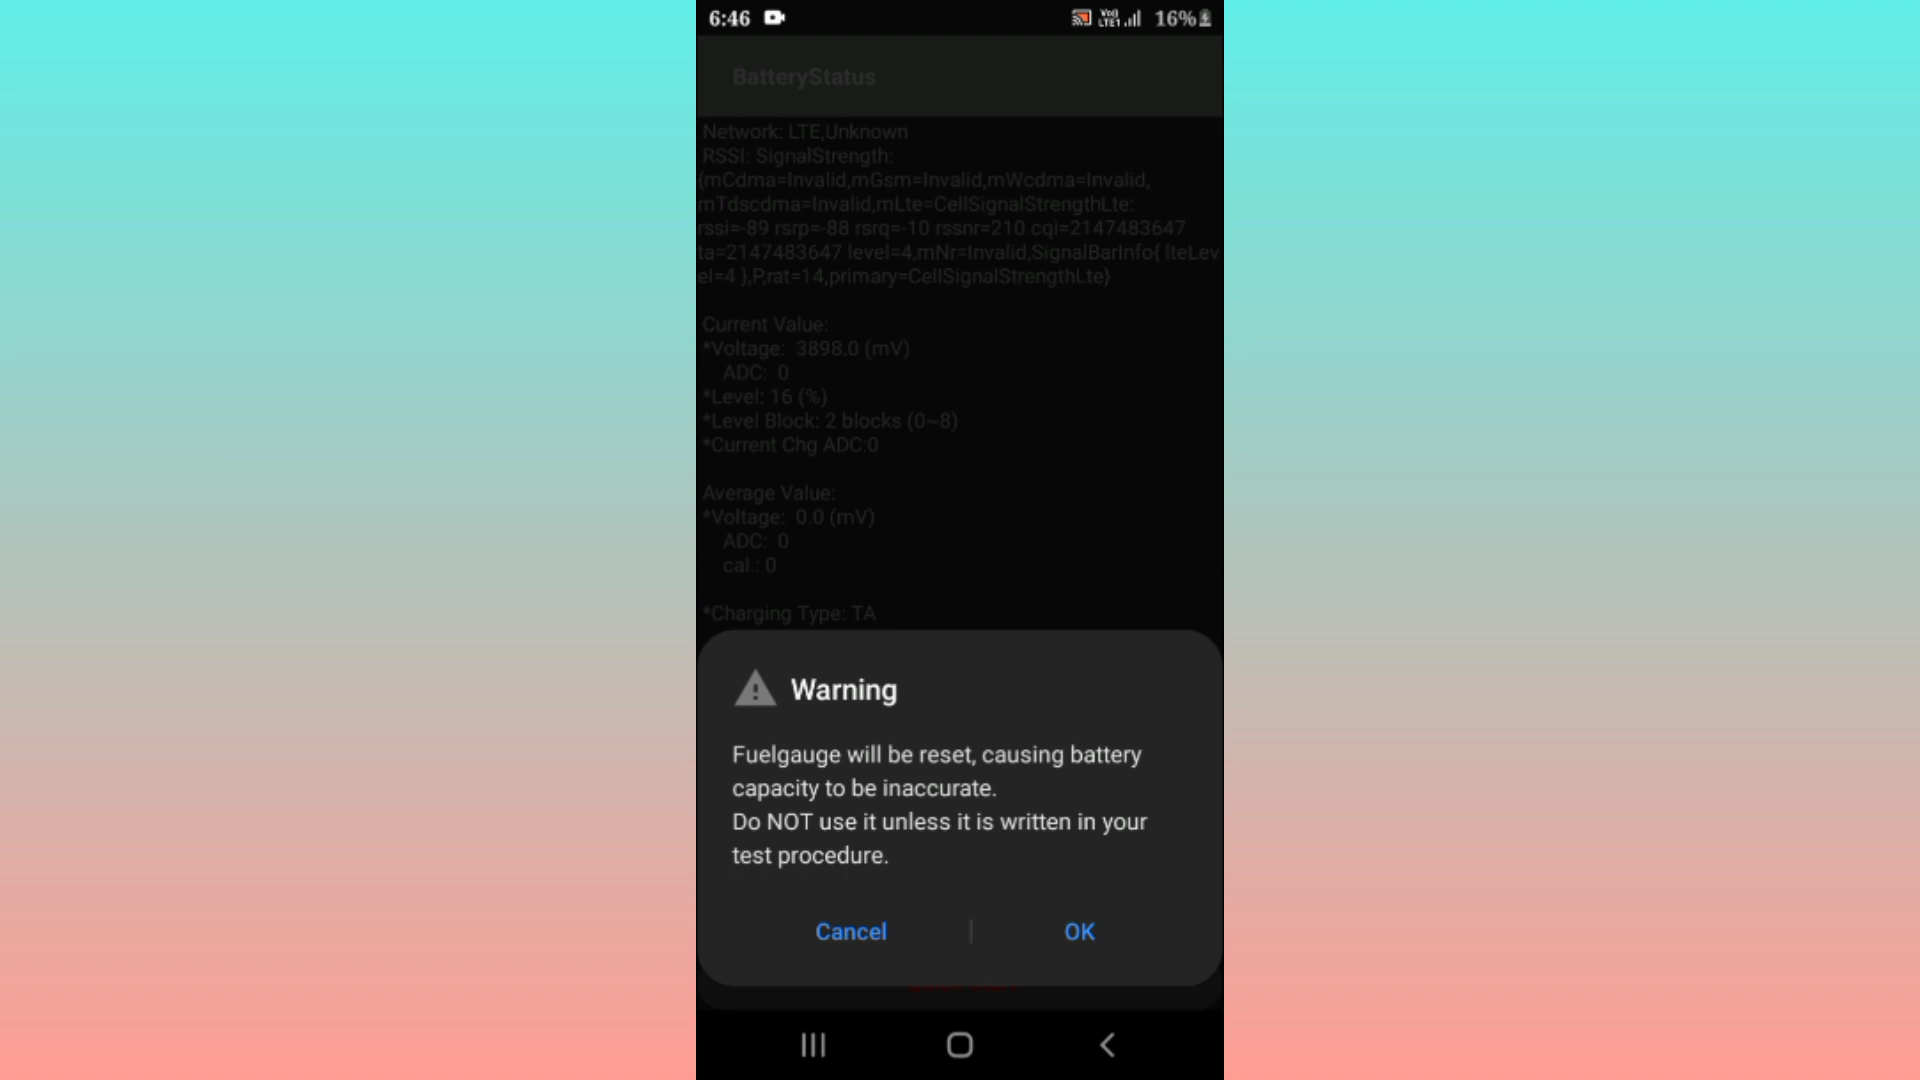 6:46
Vo))
LTE1 16%
BatteryStatus
Network: LTE,Unknown
RSSI: SignalStrength:
{mCdma=Invalid,mGsm=Invalid,mWcdma=Invalid,
mTdscdma=Invalid,mLte=CellSignalStrengthLte:
rssi=-89 rsrp=-88 rsrq=-10 rssnr=210 cqi=2147483647
ta=2147483647 level=4,mNr=Invalid,SignalBarInfo{ lteLev
el=4 },P,rat=14,primary=CellSignalStrengthLte}
Current Value:
*Voltage: 3898.0 (mV)
ADC: 0
*Level: 16 (%)
*Level Block: 2 blocks (0~8)
*Current Chg ADC:0
Average Value:
*Voltage: 0.0 (mV)
ADC: 0
cal.: 0
*Charging Type: TA
Warning
Fuelgauge will be reset, causing battery
capacity to be inaccurate.
Do NOT use it unless it is written in your
test procedure.
Cancel | OK